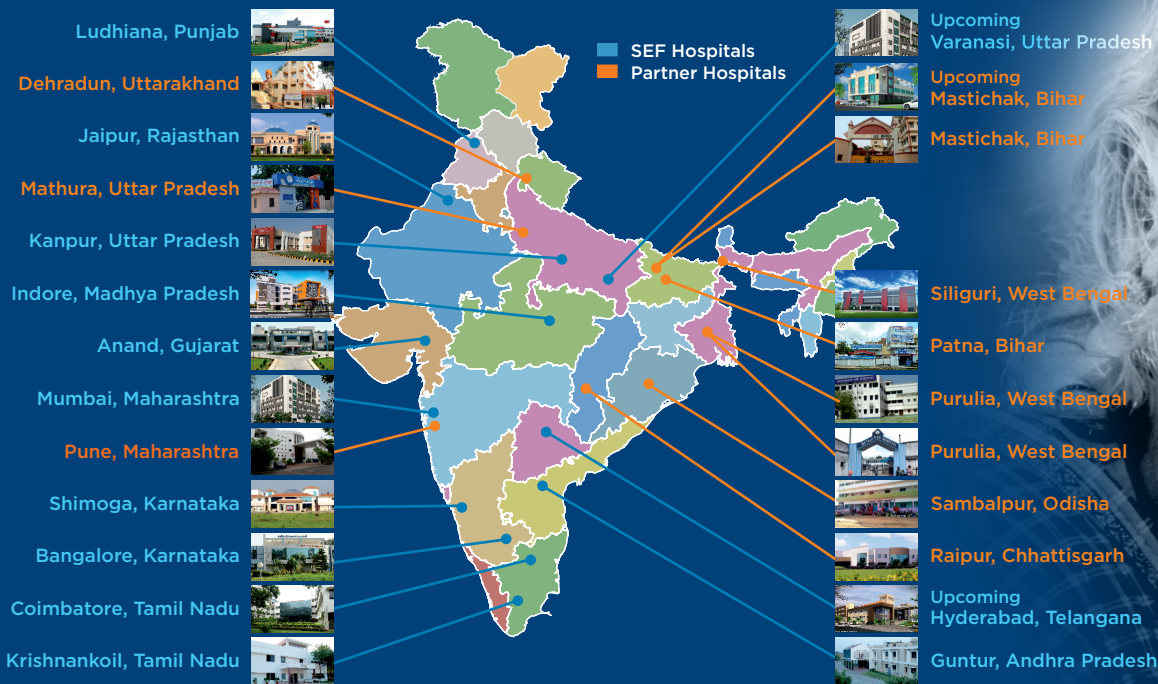 Ludhiana, Punjab
Dehradun, Uttarakhand
Jaipur, Rajasthan
Mathura, Uttar Pradesh
Kanpur, Uttar Pradesh
Indore, Madhya Pradesh
Anand, Gujarat
Mumbai, Maharashtra
Pune, Maharashtra
Shimoga, Karnataka
Bangalore, Karnataka
Coimbatore, Tamil Nadu
Krishnankoil, Tamil Nadu
SEF Hospitals
Partner Hospitals
Upcoming
Varanasi, Uttar Pradesh
Upcoming
Mastichak, Bihar
Mastichak, Bihar
Siliguri, West Bengal
Patna, Bihar
Purulia, West Bengal
Purulia, West Bengal
Sambalpur, Odisha
Raipur, Chhattisgarh
Upcoming
Hyderabad, Telangana
Guntur, Andhra Pradesh